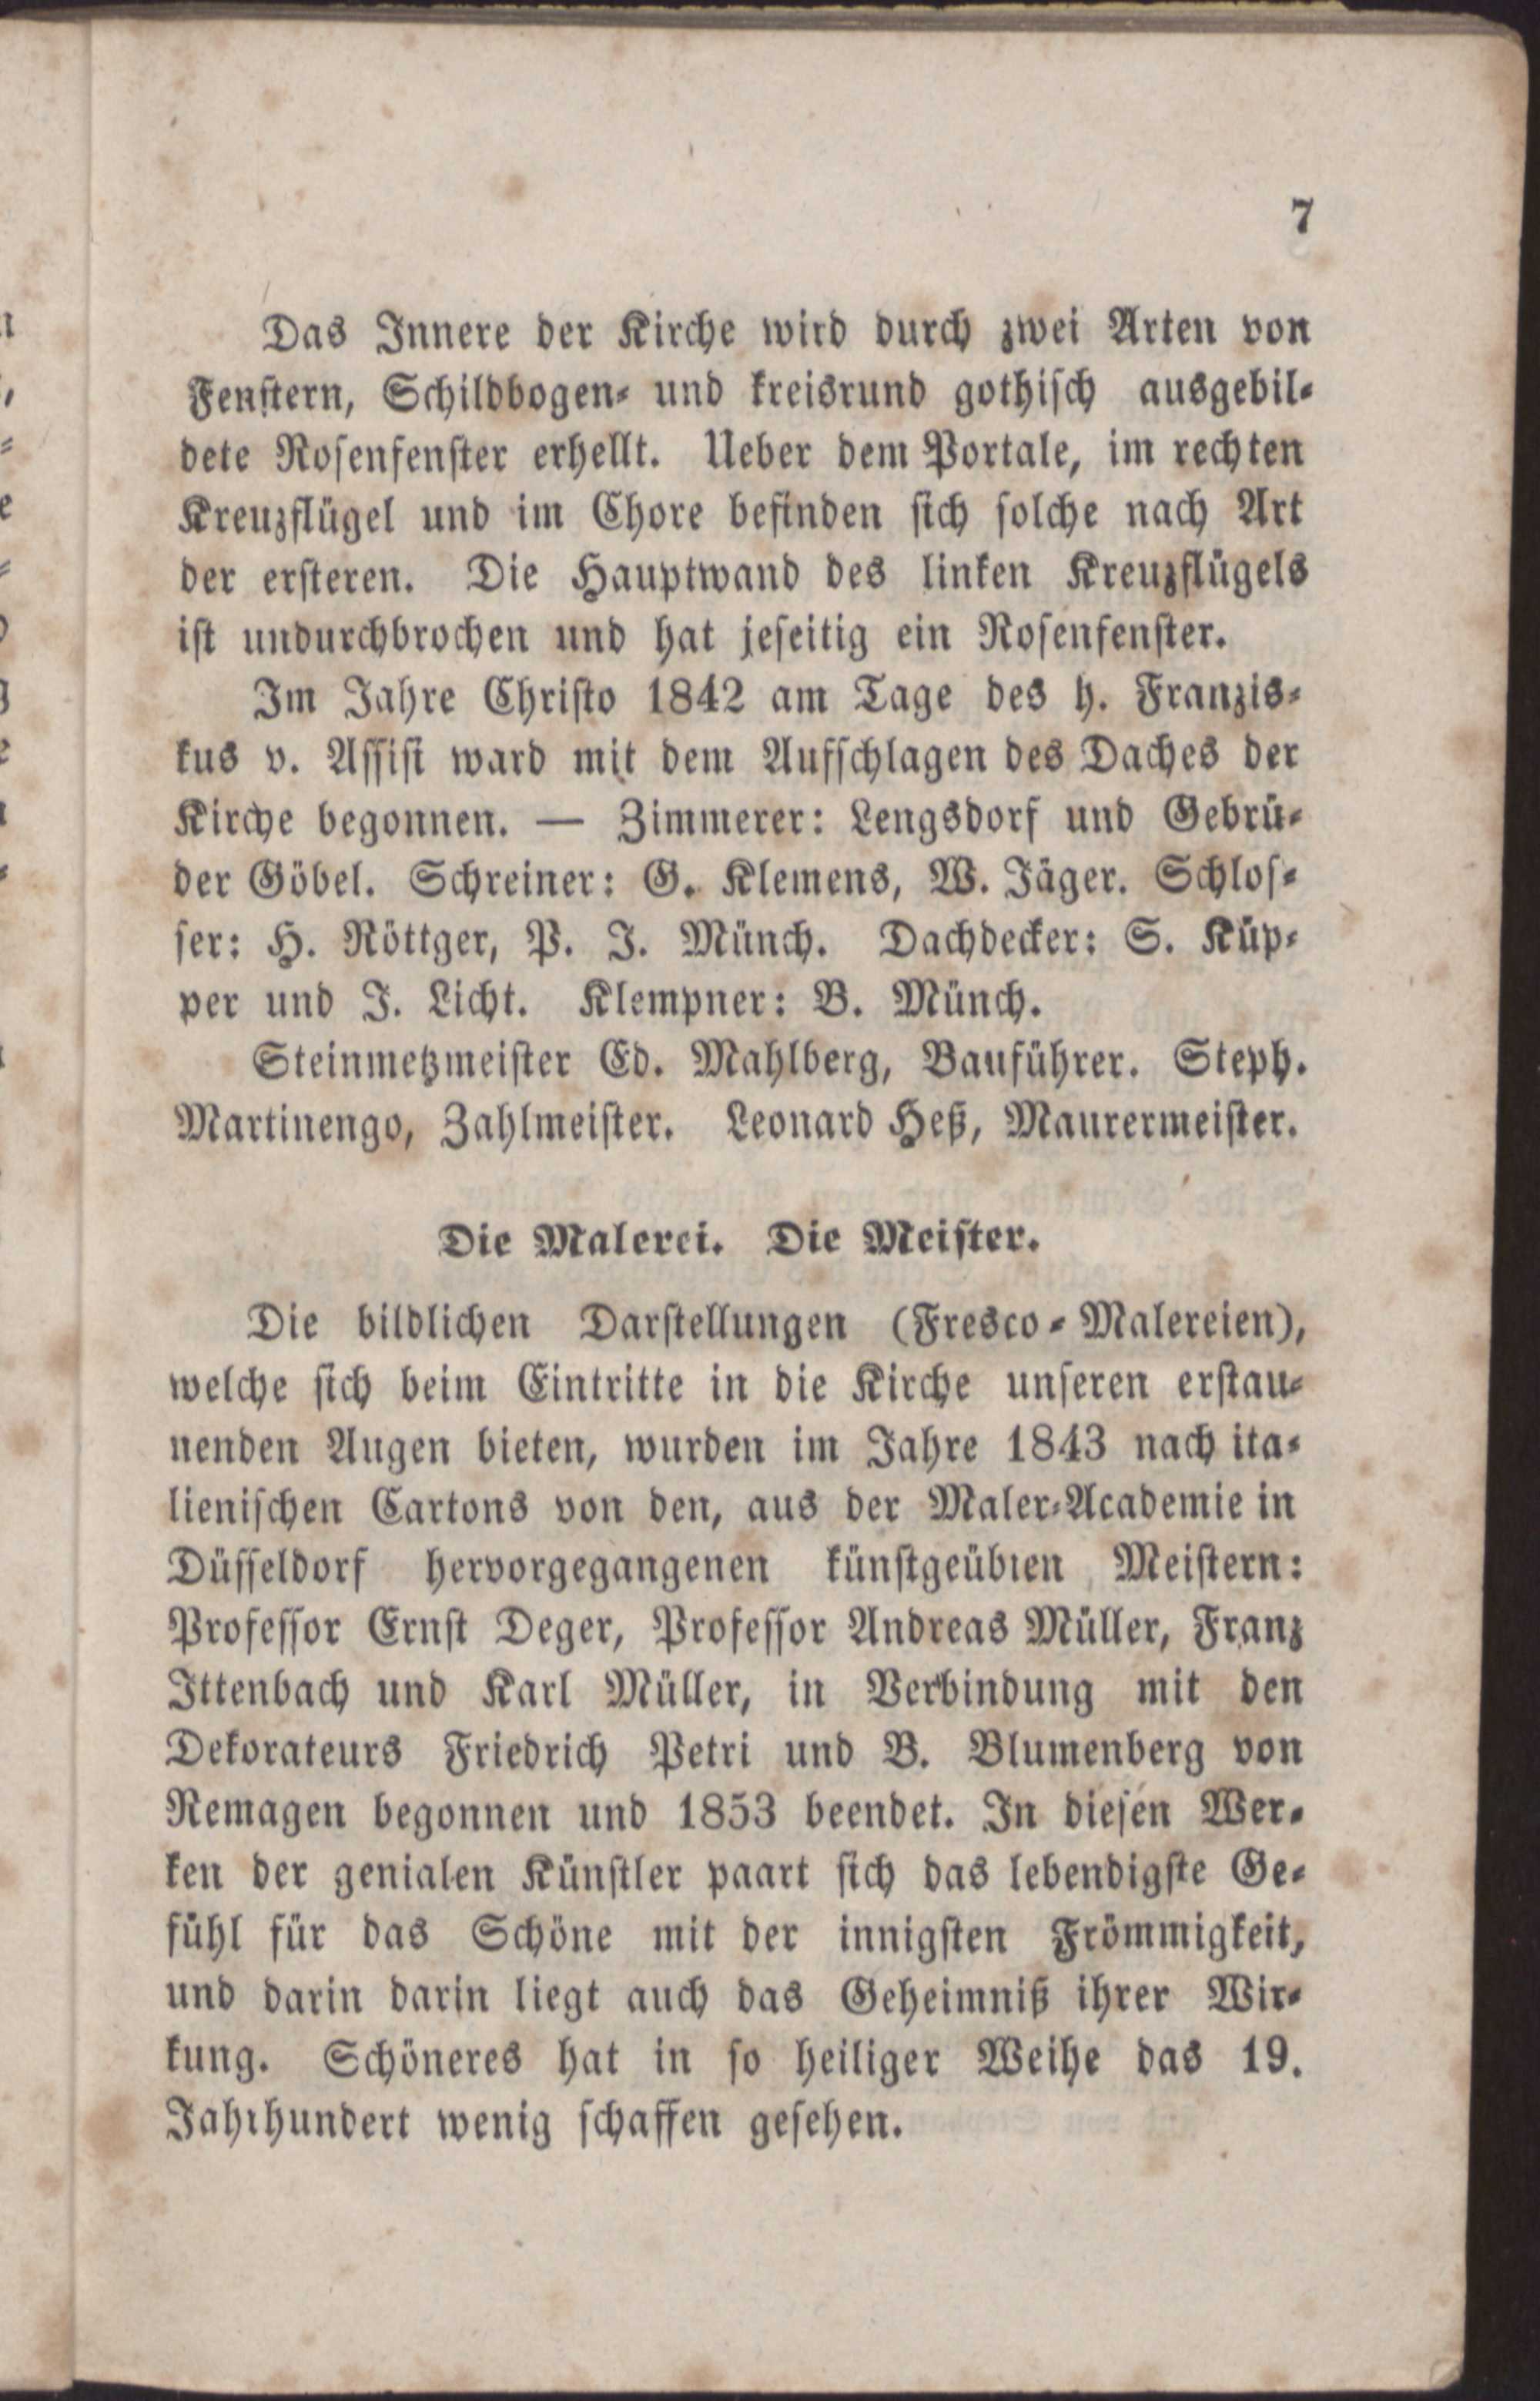 7
Das Innere der Kirche wird durch zwei Arten von
Fenstern, Schildbogen- und kreisrund gothisch ausgebil-
dete Rosenfenster erhellt. Ueber dem Portale, im rechten
Kreuzflügel und im Chore befinden sich solche nach Art
der ersteren. Die Hauptwand des linken Kreuzflügels
ist undurchbrochen und hat jeseitig ein Rosenfenster.
Im Jahre Christo 1842 am Tage des h. Franzis-
kus v. Assisi ward mit dem Aufschlagen des Daches der
Kirche begonnen. — Zimmerer: Lengsdorf und Gebrü-
der Göbel. Schreiner: G. Klemens, W. Jäger. Schlos-
ser: H. Röttger, P. J. Münch. Dachdecker: S. Küp-
per und J. Licht. Klempner: B. Münch.
Steinmetzmeister Ed. Mahlberg, Bauführer. Steph.
Martinengo, Zahlmeister. Leonard Heß, Maurermeister.
Die Malerei. Die Meister.
Die bildlichen Darstellungen (Fresco-Malereien),
welche sich beim Eintritte in die Kirche unseren erstau-
nenden Augen bieten, wurden im Jahre 1843 nach ita-
lienischen Cartons von den, aus der Maler-Academie in
Düsseldorf hervorgegangenen künstgeübten Meistern:
Professor Ernst Deger, Professor Andreas Müller, Franz
Ittenbach und Karl Müller, in Verbindung mit den
Dekorateurs Friedrich Petri und B. Blumenberg von
Remagen begonnen und 1853 beendet. In diesen Wer-
ken der genialen Künstler paart sich das lebendigste Ge-
fühl für das Schöne mit der innigsten Frömmigkeit,
und darin darin liegt auch das Geheimniß ihrer Wir-
kung. Schöneres hat in so heiliger Weihe das 19.
Jahrhundert wenig schaffen gesehen.